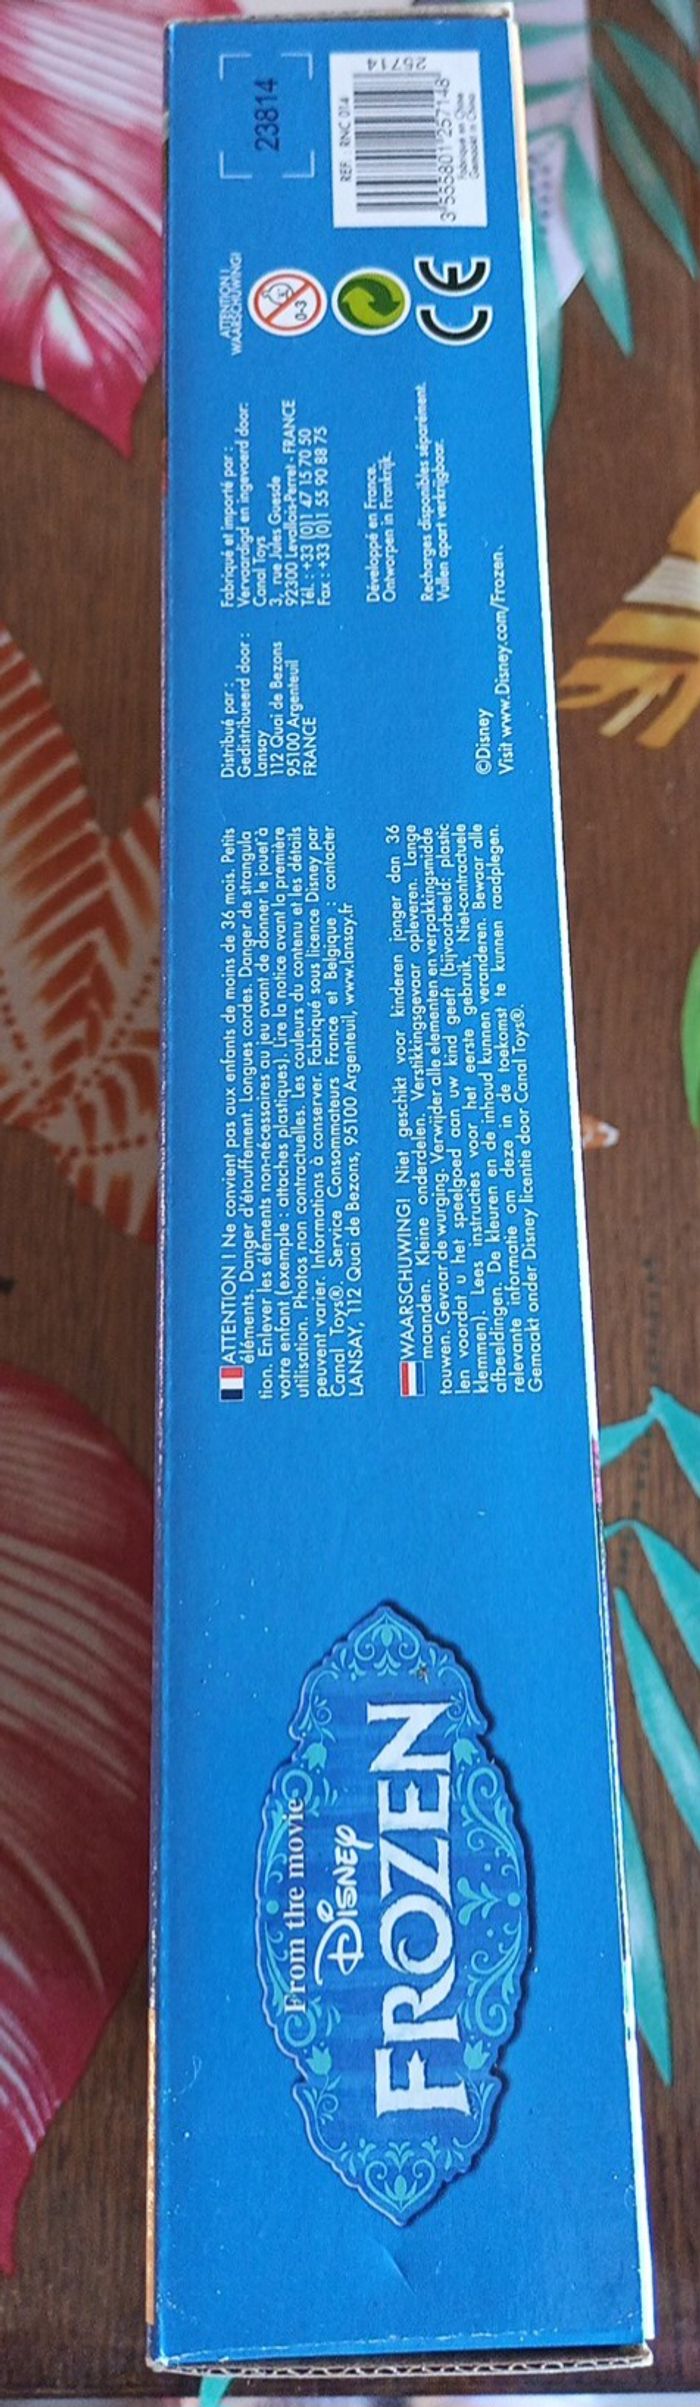 From the movie
DISNEY
FROZEN
ATTENTION ! Ne convient pas aux enfants de moins de 36 mois. Petits
éléments. Danger d'étouffement. Longues cordes. Danger de strangula
tion. Enlever les éléments non-nécessaires au jeu avant de donner le jouet à
votre enfant (exemple : attaches plastiques). Lire la notice avant la première
utilisation. Photos non contractuelles. Les couleurs du contenu et les détails
peuvent varier. Informations à conserver. Fabriqué sous licence Disney par
Canal Toys®. Service Consommateurs France et Belgique : contacter
LANSAY, 112 Quai de Bezons, 95100 Argenteuil, www.lansay.fr
WAARSCHUWING! Niet geschikt voor kinderen jonger dan 36
maanden. Kleine onderdelen. Verstikkingsgevaar opleveren. Lange
touwen. Gevaar de wurging. Verwijder alle elementen en verpakkingsmidde
len voordat u het speelgoed aan uw kind geeft (bijvoorbeeld: plastic
klemmen). Lees instructies voor het eerste gebruik. Niet-contractuele
afbeeldingen. De kleuren en de inhoud kunnen veranderen. Bewaar alle
relevante informatie om deze in de toekomst te kunnen raadplegen.
Gemaakt onder Disney licentie door Canal Toys®.
Distribué par :
Gedistribueerd door :
Lansay
112 Quai de Bezons
95100 Argenteuil
FRANCE
©Disney
Visit www.Disney.com/Frozen.
Fabriqué et importé par :
Vervaardigd en ingevoerd door:
Canal Toys
3, rue Jules Guesde
92300 Levallois-Perret - FRANCE
Tél. : +33 (0)1 47 15 70 50
Fax : +33 (0)1 55 90 88 75
Développé en France.
Ontworpen in Frankrijk.
Recharges disponibles séparément.
Vullen apart verkrijgbaar.
ATTENTION !
WAARSCHUWING!
0-3
CE
23814
REF : RNC 014
25714
3 555801 257148
Fabriqué en Chine
Gemaakt in China